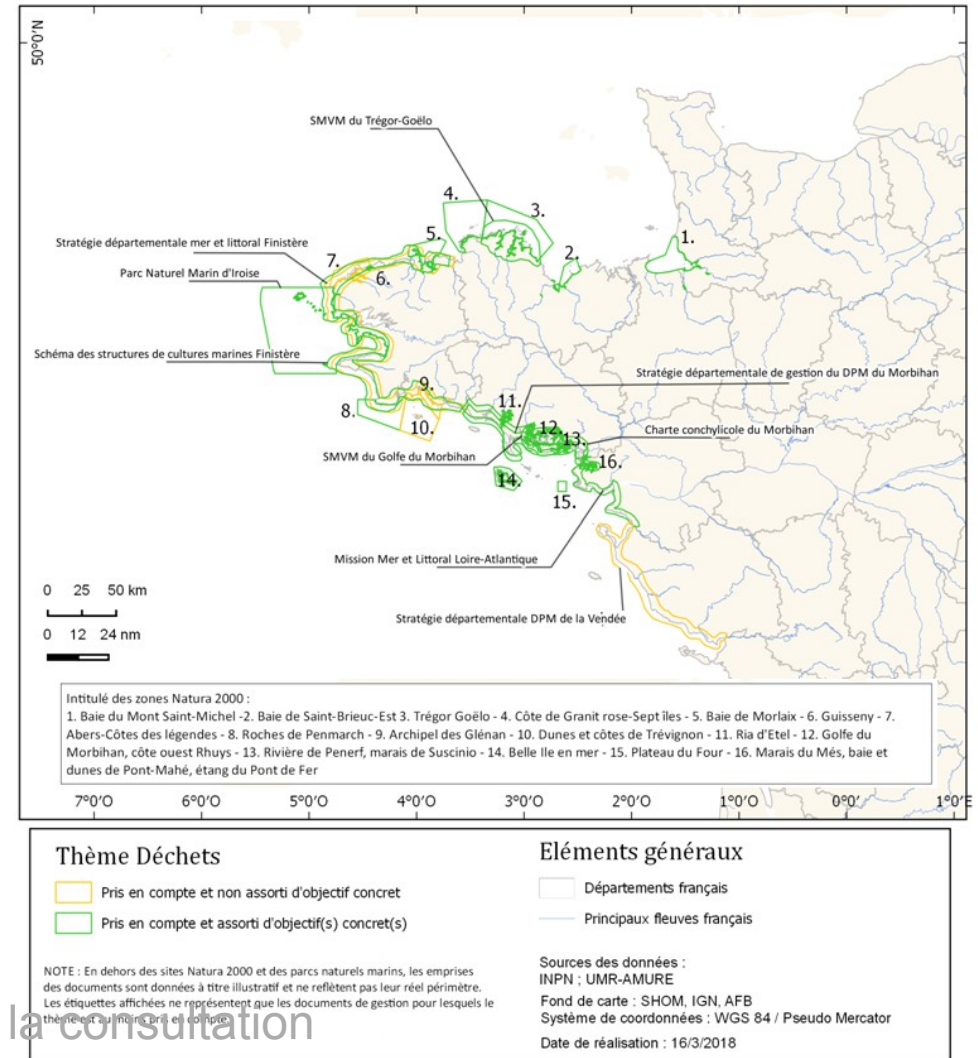 50°0'N
SMVM du Trégor-Goëlo
4.
3.
Stratégie départementale mer et littoral Finistère
5.
2.
1.
7.
6.
Parc Naturel Marin d'Iroise
Schéma des structures de cultures marines Finistère
Stratégie départementale de gestion du DPM du Morbihan
9.
8.
10.
11.
12.
13.
Charte conchylicole du Morbihan
SMVM du Golfe du Morbihan
16.
14.
15.
Mission Mer et Littoral Loire-Atlantique
Stratégie départementale DPM de la Vendée
0 25 50 km
0 12 24 nm
Intitulé des zones Natura 2000 :
1. Baie du Mont Saint-Michel -2. Baie de Saint-Brieuc-Est 3. Trégor Goëlo - 4. Côte de Granit rose-Sept îles - 5. Baie de Morlaix - 6. Guisseny - 7.
Abers-Côtes des légendes - 8. Roches de Penmarch - 9. Archipel des Glénan - 10. Dunes et côtes de Trévignon - 11. Ria d'Etel - 12. Golfe du
Morbihan, côte ouest Rhuys - 13. Rivière de Penerf, marais de Suscinio - 14. Belle Ile en mer - 15. Plateau du Four - 16. Marais du Més, baie et
dunes de Pont-Mahé, étang du Pont de Fer
7°0'O 6°0'O 5°0'O 4°0'O 3°0'O 2°0'O 1°0'O 0°0' 1°0'E
Thème Déchets
Pris en compte et non assorti d'objectif concret
Pris en compte et assorti d'objectif(s) concret(s)
NOTE : En dehors des sites Natura 2000 et des parcs naturels marins, les emprises
des documents sont données à titre illustratif et ne reflètent pas leur réel périmètre.
Les étiquettes affichées ne représentent que les documents de gestion pour lesquels le
thème est au moins pris en compte.
la consultation
Eléments généraux
Départements français
Principaux fleuves français
Sources des données :
INPN ; UMR-AMURE
Fond de carte : SHOM, IGN, AFB
Système de coordonnées : WGS 84 / Pseudo Mercator
Date de réalisation : 16/3/2018